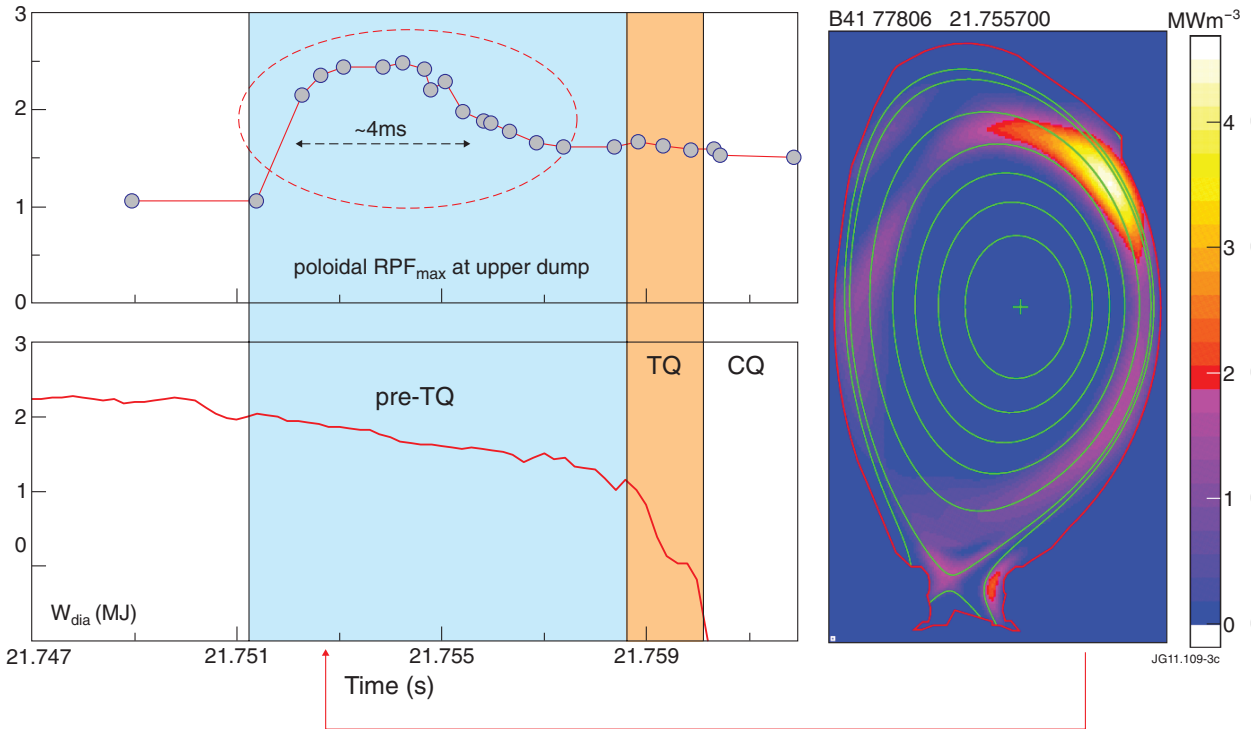 3
2
1
0
~4ms
poloidal RPFmax at upper dump
3
2
1
0
pre-TQ
TQ
CQ
Wdia (MJ)
21.747
21.751
21.755
21.759
Time (s)
B41 77806 21.755700
MWm⁻³
4
3
2
1
0
JG11.109-3c